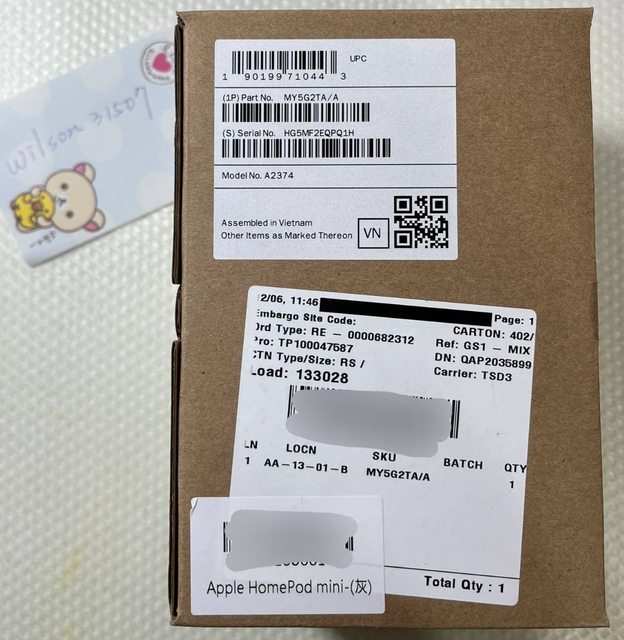 UPC
1 90199 71044 3
(1P) Part No. MY5G2TA/A
(S) Serial No. HG5MF2EQPQ1H
Model No. A2374
Assembled in Vietnam
Other Items as Marked Thereon
VN
2/06, 11:46
Page: 1
Embargo Site Code:
CARTON: 402/
Ord Type: RE - 0000682312
Ref: GS1 - MIX
Pro: TP100047587
DN: QAP2035899
CTN Type/Size: RS /
Carrier: TSD3
Load: 133028
LN LOCN SKU BATCH QTY
1 AA-13-01-B MY5G2TA/A 1
Total Qty : 1
Apple HomePod mini-(灰)